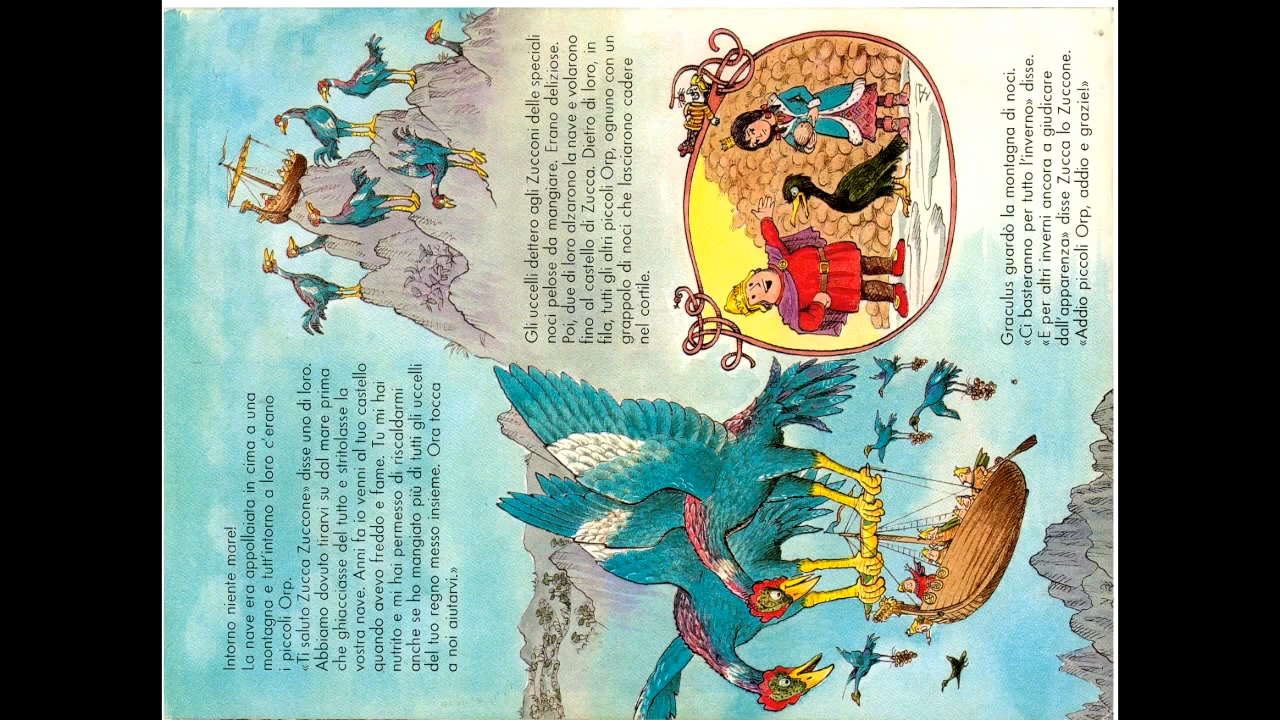 Intorno niente mare!
La nave era appollaiata in cima a una
montagna e tutt'intorno a loro c'erano
i piccoli Orp.
«Ti saluto Zucca Zuccone» disse uno di loro.
Abbiamo dovuto tirarvi su dal mare prima
che ghiacciasse del tutto e stritolasse la
vostra nave. Anni fa io venni al tuo castello
quando avevo freddo e fame. Tu mi hai
nutrito e mi hai permesso di riscaldarmi
anche se ho mangiato più di tutti gli uccelli
del tuo regno messo insieme. Ora tocca
a noi aiutarvi.»
Gli uccelli dettero agli Zucconi delle speciali
noci pelose da mangiare. Erano deliziose.
Poi, due di loro alzarono la nave e volarono
fino al castello di Zucca. Dietro di loro, in
fila, tutti gli altri piccoli Orp, ognuno con un
grappolo di noci che lasciarono cadere
nel cortile.
Graculus guardò la montagna di noci.
«Ci basteranno per tutto l'inverno» disse.
«E per altri inverni ancora a giudicare
dall'apparenza» disse Zucca lo Zuccone.
«Addio piccoli Orp, addio e grazie!»